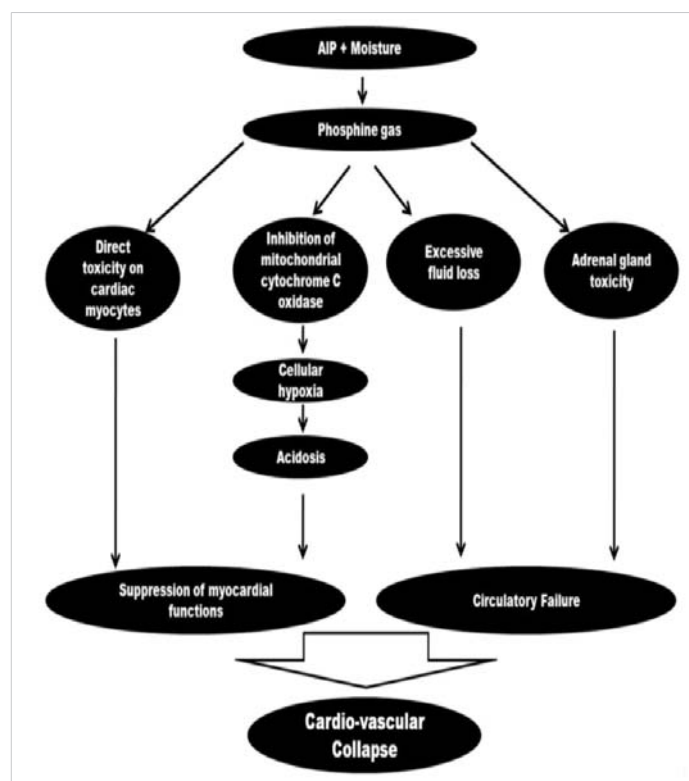 AlP + Moisture
Phosphine gas
Direct
toxicity on
cardiac
myocytes
Inhibition of
mitochondrial
cytochrome C
oxidase
Excessive
fluid loss
Adrenal gland
toxicity
Cellular
hypoxia
Acidosis
Suppression of myocardial
functions
Circulatory Failure
Cardio-vascular
Collapse